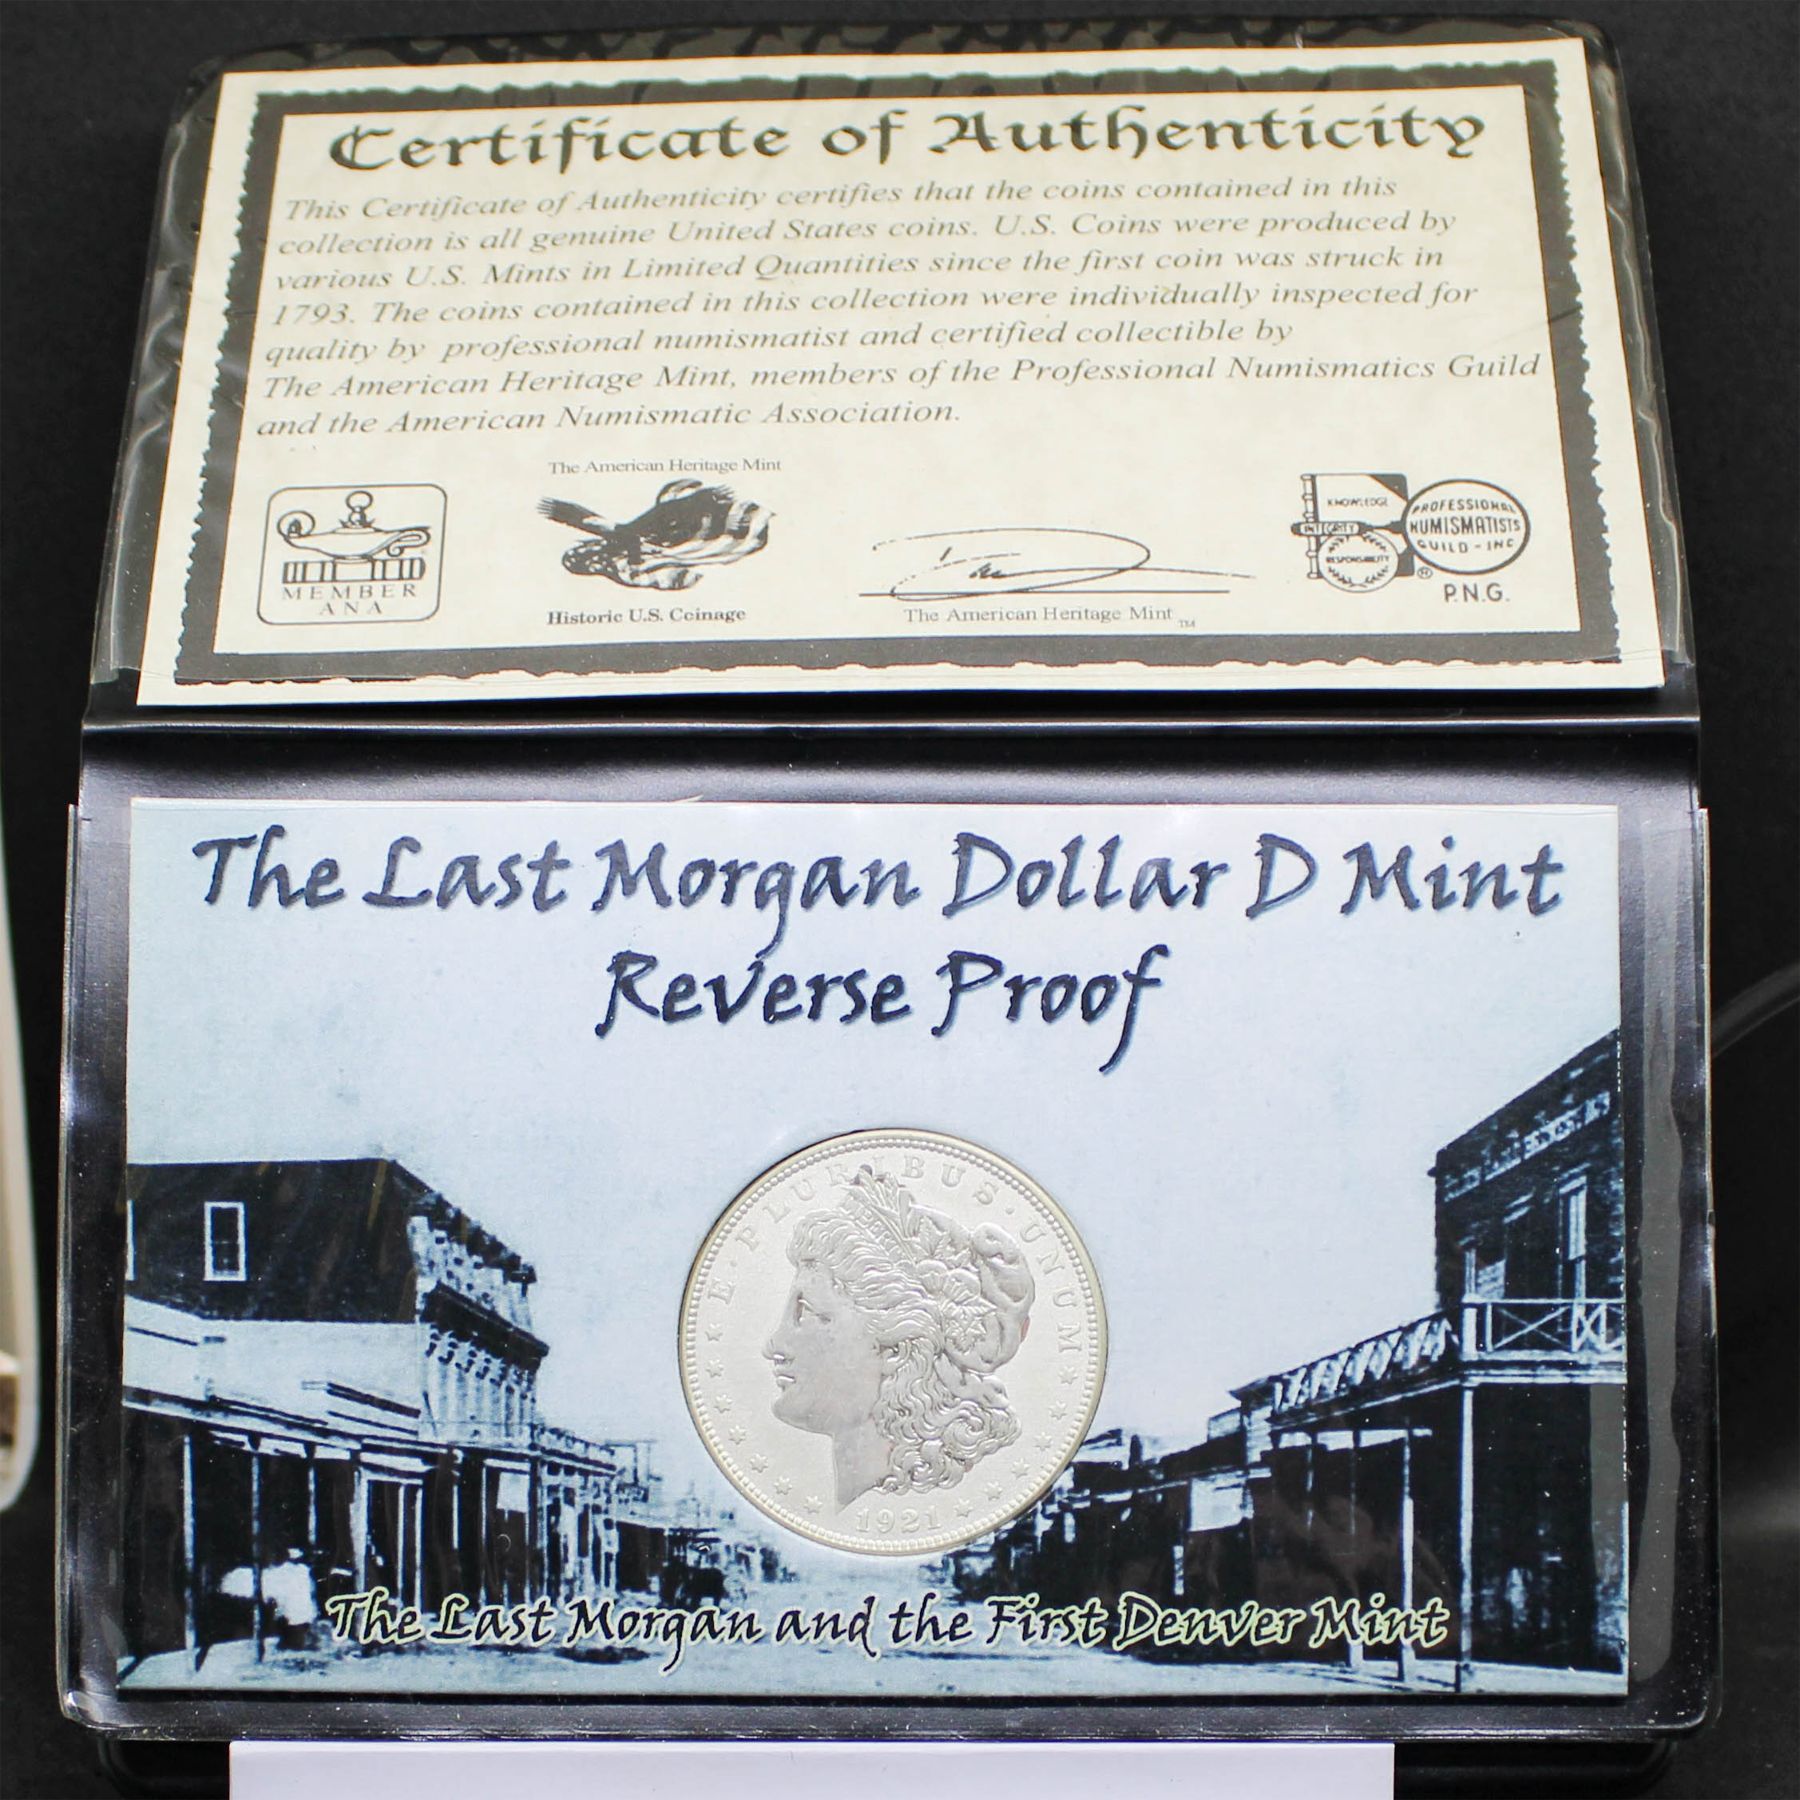 Certificate of Authenticity
This Certificate of Authenticity certifies that the coins contained in this
collection is all genuine United States coins. U.S. Coins were produced by
various U.S. Mints in Limited Quantities since the first coin was struck in
1793. The coins contained in this collection were individually inspected for
quality by professional numismatist and certified collectible by
The American Heritage Mint, members of the Professional Numismatics Guild
and the American Numismatic Association.
MEMBER
ANA
The American Heritage Mint
Historic U.S. Coinage
The American Heritage Mint TM
KNOWLEDGE
INTEGRITY
RESPONSIBILITY
PROFESSIONAL
NUMISMATISTS
GUILD - INC
®
P.N.G.
The Last Morgan Dollar D Mint
Reverse Proof
E·PLURIBUS·UNUM
1921
The Last Morgan and the First Denver Mint